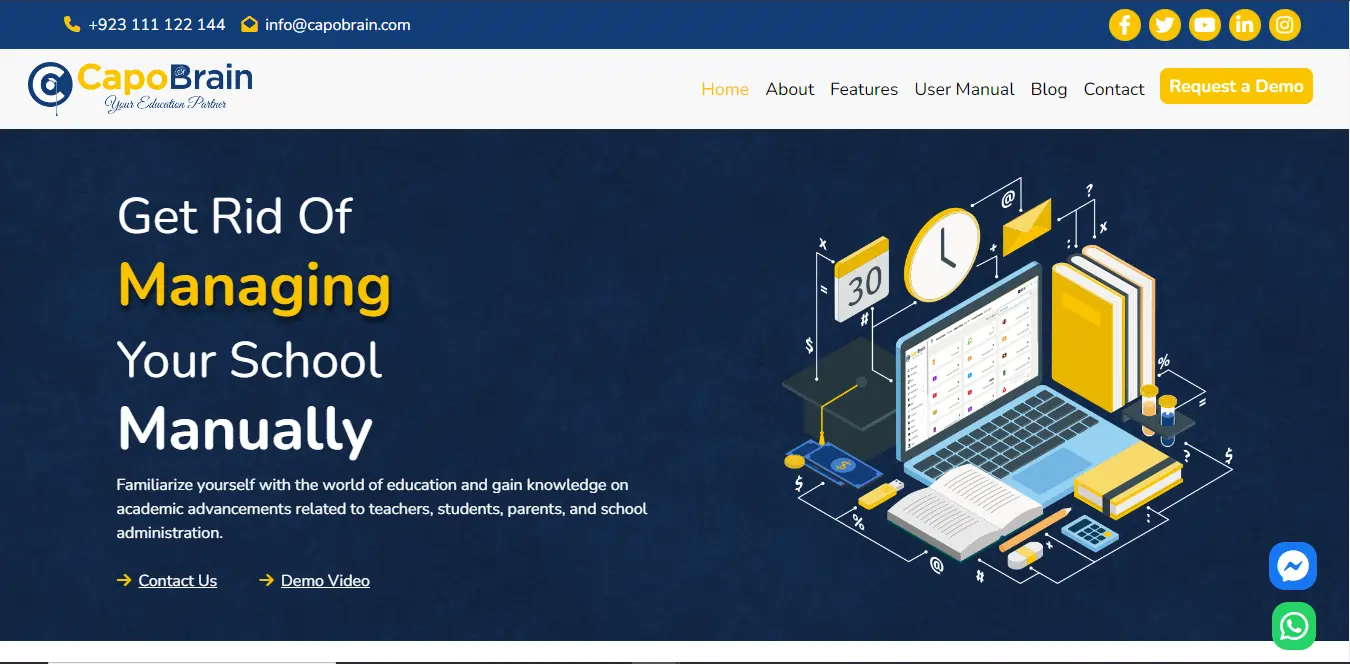 +923 111 122 144 info@capobrain.com
CapoBrain
Your Education Partner
Home About Features User Manual Blog Contact Request a Demo
Get Rid Of
Managing
Your School
Manually
Familiarize yourself with the world of education and gain knowledge on
academic advancements related to teachers, students, parents, and school
administration.
Contact Us Demo Video
30